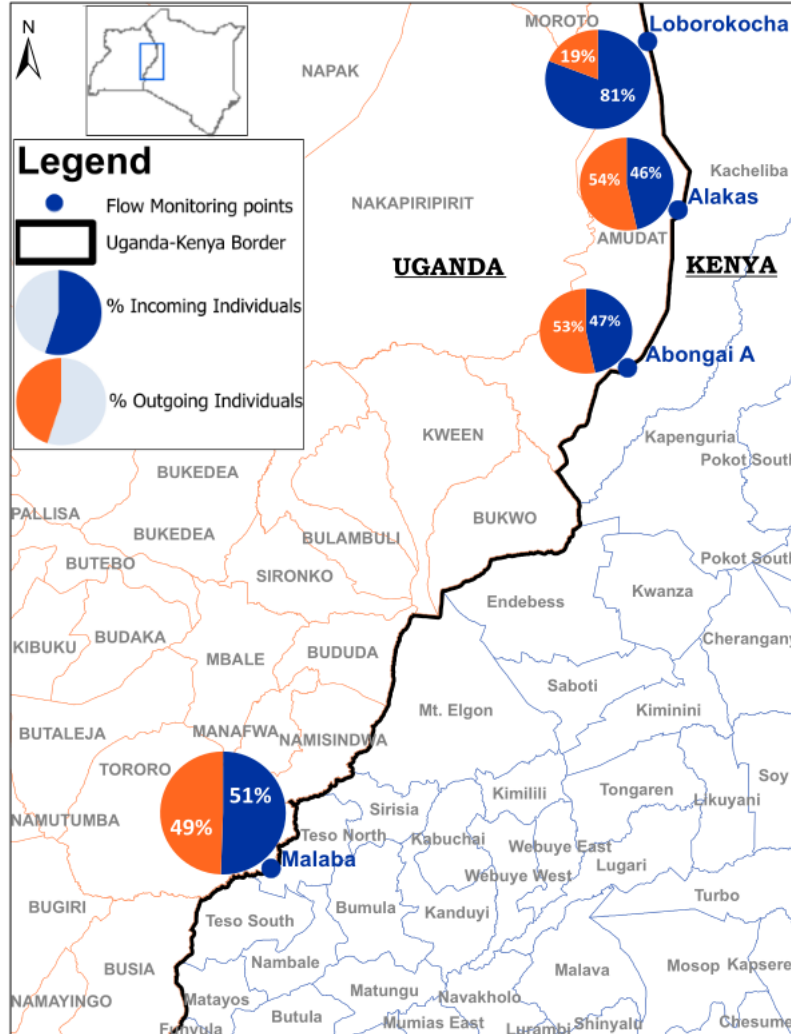 N
Legend
Flow Monitoring points
Uganda-Kenya Border
% Incoming Individuals
% Outgoing Individuals
MOROTO
Loborokocha
NAPAK
19%
81%
Kacheliba
54%
46%
NAKAPIRIPIRIT
Alakas
AMUDAT
UGANDA
KENYA
53%
47%
Abongai A
KWEEN
Kapenguria
Pokot South
BUKEDEA
PALLISA
BUKWO
BUKEDEA
BULAMBULI
BUTEBO
Pokot South
SIRONKO
Kwanza
Endebess
BUDAKA
KIBUKU
Cherangany
BUDUDA
MBALE
Saboti
Mt. Elgon
Kiminini
BUTALEJA
MANAFWA
NAMISINDWA
TORORO
Soy
51%
Kimilili
Tongaren
Likuyani
Sirisia
NAMUTUMBA
49%
Teso North
Kabuchai
Webuye East
Malaba
Lugari
Webuye West
Turbo
BUGIRI
Teso South
Bumula
Kanduyi
BUSIA
Nambale
Malava
Mosop
Kapsere
NAMAYINGO
Matayos
Matungu
Navakholo
Butula
Mumias East
Shinyalu
Chesume
Lurambi
Funyula